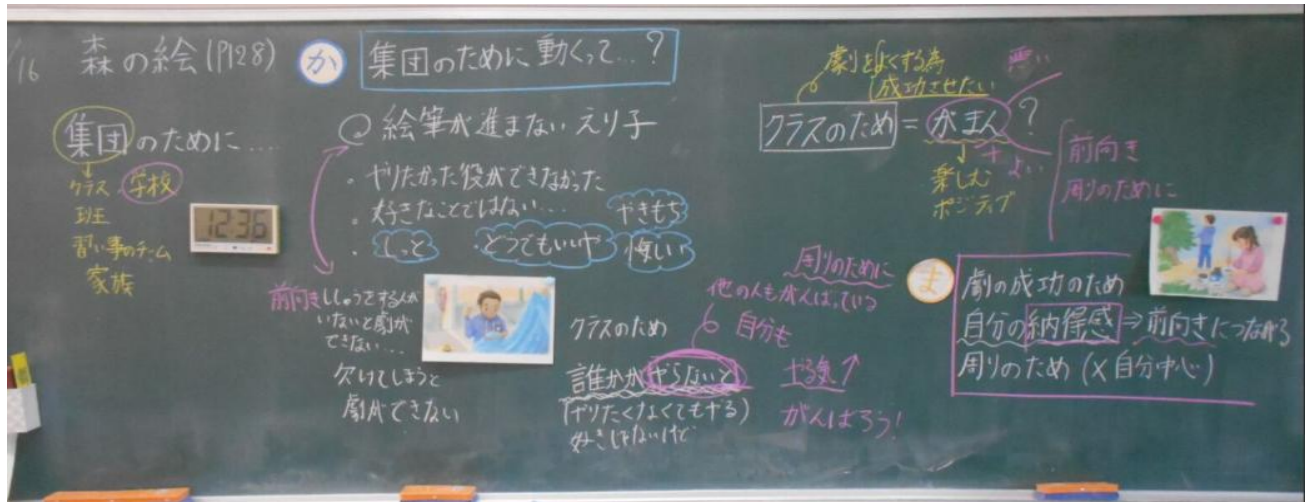 /16 森の絵(P128)
集団のために....
クラス 学校
班
習い事のチーム
家族
12:36
か 集団のために動くって...?
絵筆が進まないえり子
・やりたかった役ができなかった
・好きなことではない... やきもち
・しっと ・どうでもいいや 悔しい
前向き ししゅうをする人が
いないと劇が
できない...
欠けてしまうと
劇ができない
クラスのため
誰かがやらないと
(やりたくなくてもやる)
好きじゃないけど
周りのために
他の人もがんばっている
自分も
やる気↑
がんばろう!
劇をよくする為
成功させたい
悪い
クラスのため=がまん?
+ よい
楽しむ
ポジティブ
前向き
周りのために
ま 劇の成功のため
自分の納得感⇒前向きにつながる
周りのため(×自分中心)